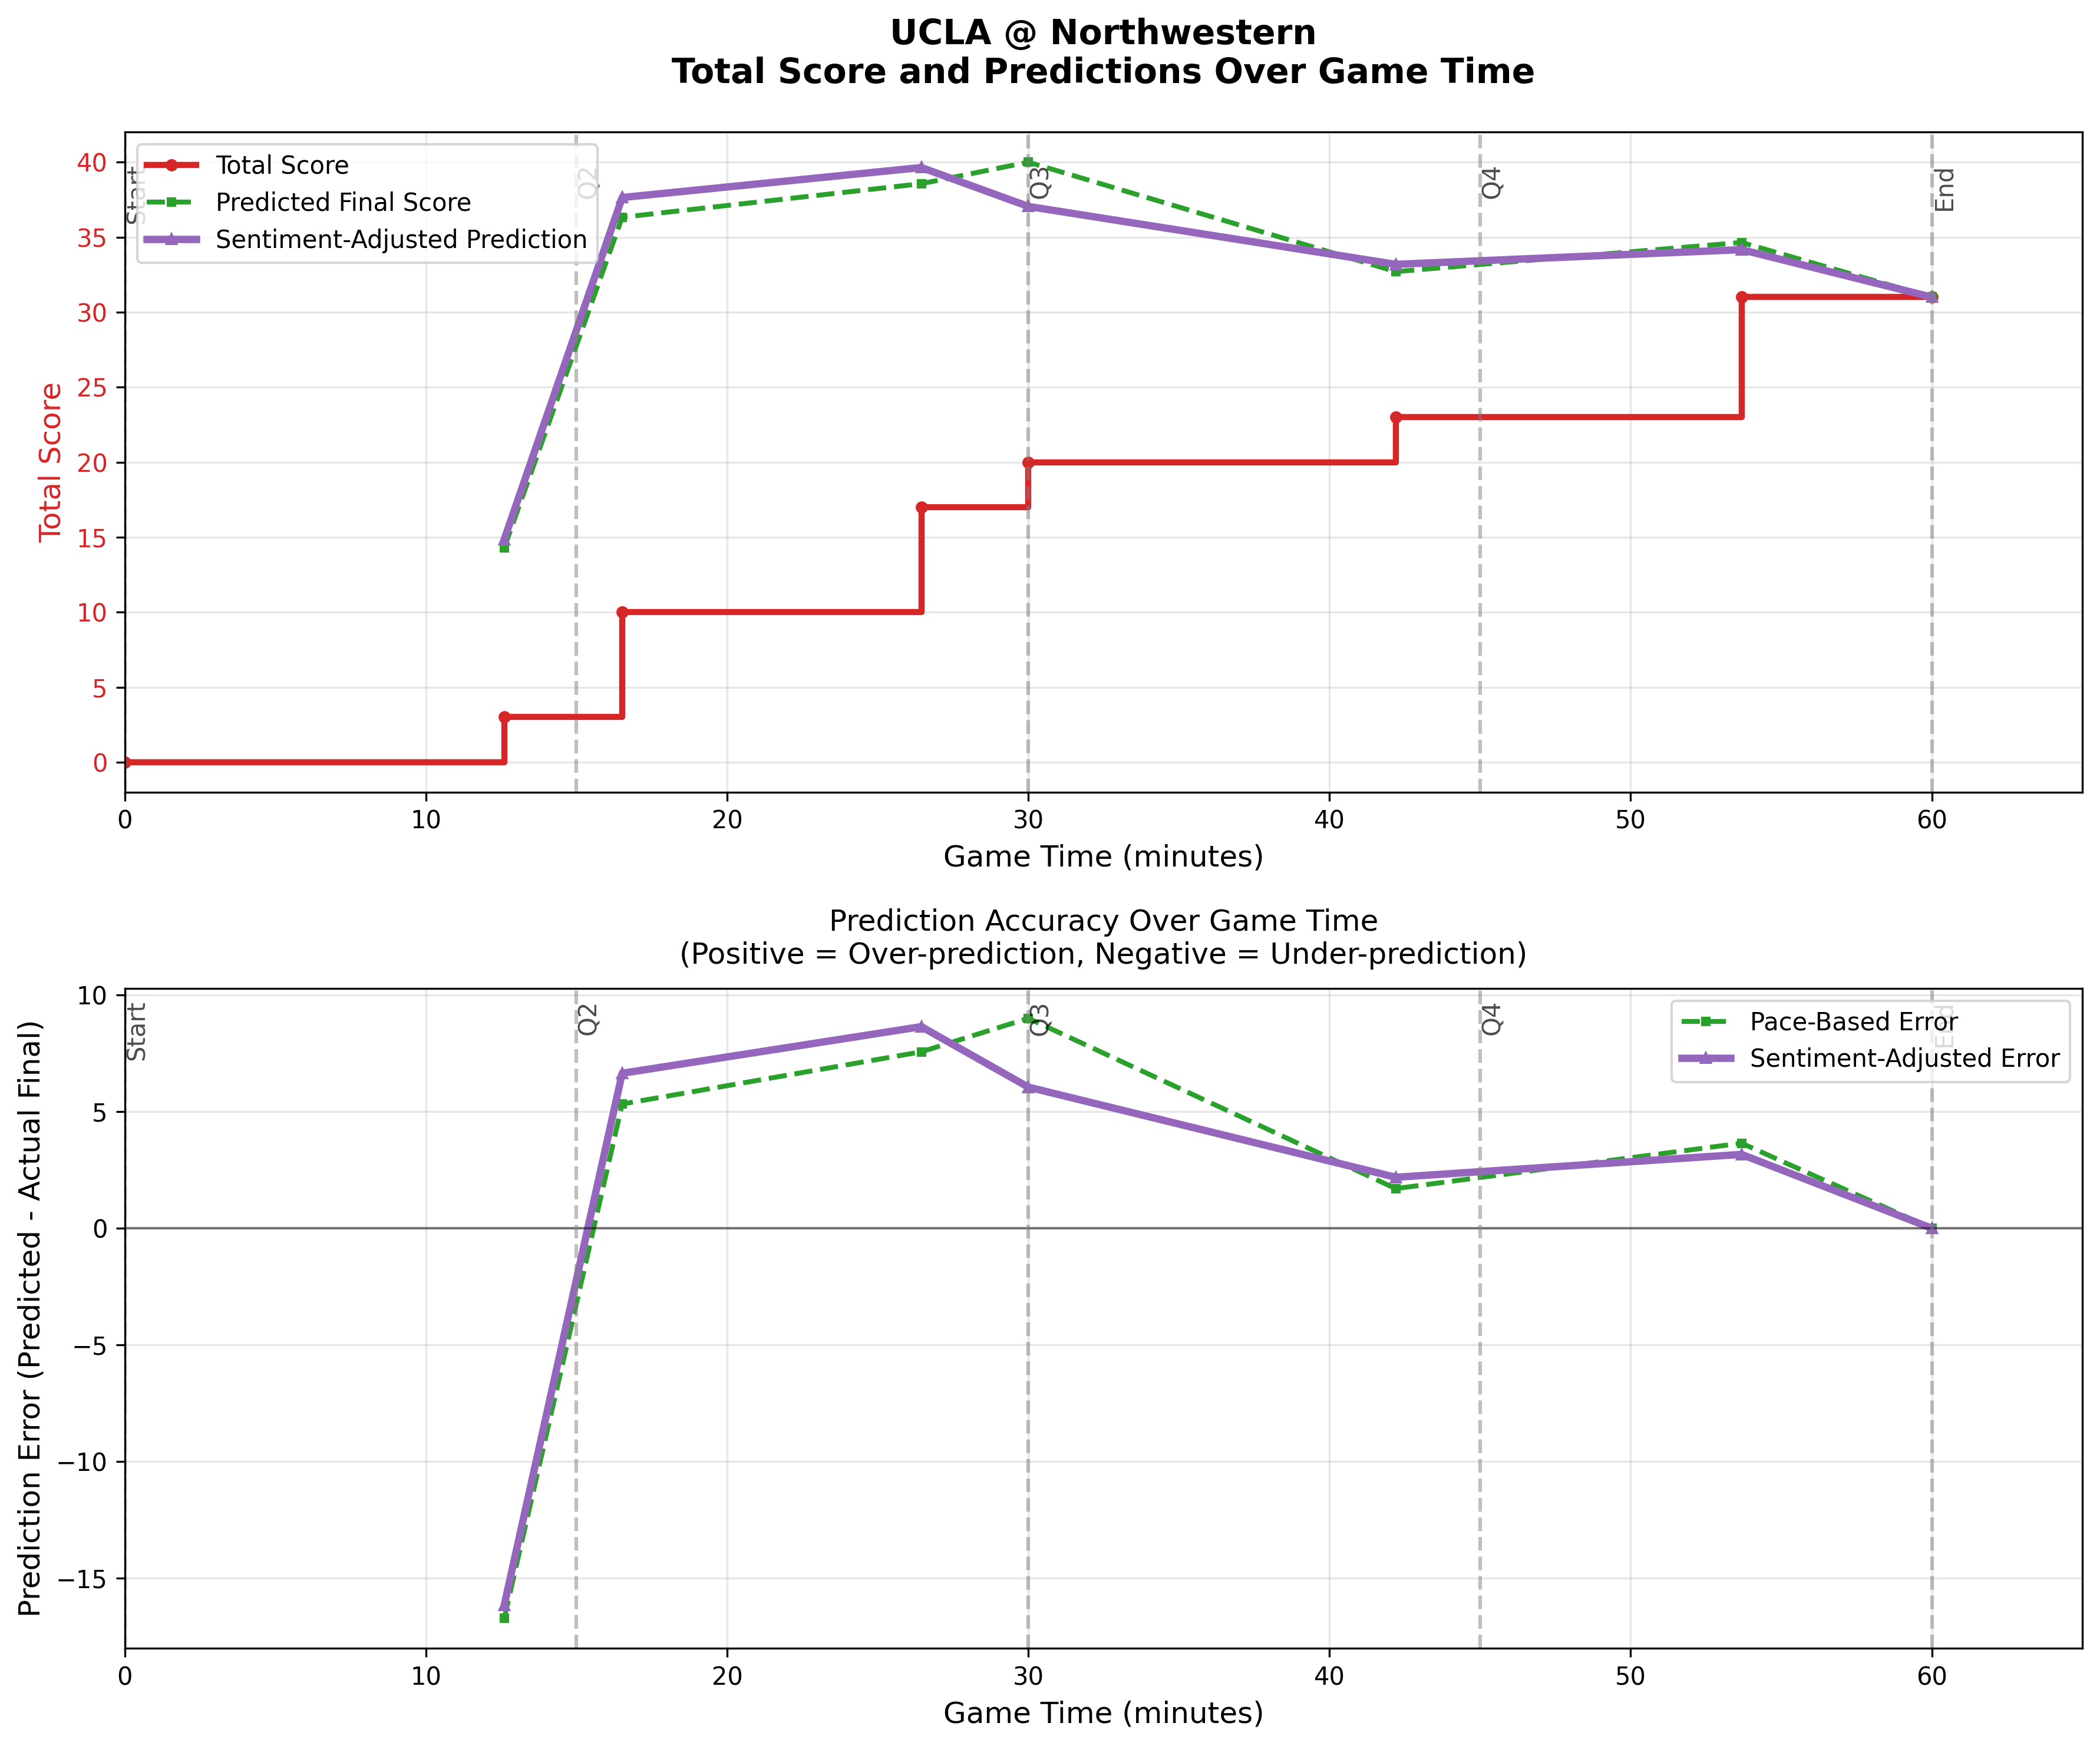 UCLA @ Northwestern
Total Score and Predictions Over Game Time
Total Score
Predicted Final Score
Sentiment-Adjusted Prediction
Start
Q2
Q3
Q4
End
40
35
30
25
20
15
10
5
0
Total Score
0
10
20
30
40
50
60
Game Time (minutes)
Prediction Accuracy Over Game Time
(Positive = Over-prediction, Negative = Under-prediction)
Pace-Based Error
Sentiment-Adjusted Error
Start
Q2
Q3
Q4
End
10
5
0
−5
−10
−15
Prediction Error (Predicted - Actual Final)
0
10
20
30
40
50
60
Game Time (minutes)